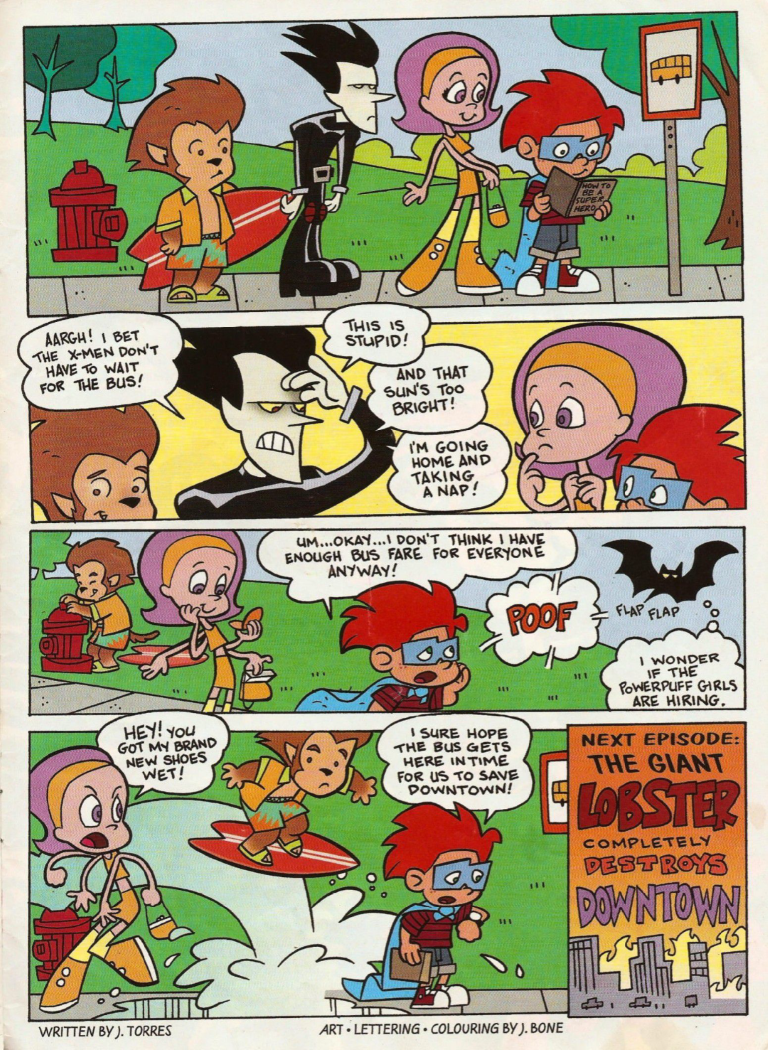 HOW TO
BE A
SUPER
HERO
AARGH! I BET
THE X-MEN DON'T
HAVE TO WAIT
FOR THE BUS!
THIS IS
STUPID!
AND THAT
SUN'S TOO
BRIGHT!
I'M GOING
HOME AND
TAKING
A NAP!
UM...OKAY...I DON'T THINK I HAVE
ENOUGH BUS FARE FOR EVERYONE
ANYWAY!
POOF
FLAP FLAP
I WONDER
IF THE
POWERPUFF GIRLS
ARE HIRING.
HEY! YOU
GOT MY BRAND
NEW SHOES
WET!
I SURE HOPE
THE BUS GETS
HERE IN TIME
FOR US TO SAVE
DOWNTOWN!
NEXT EPISODE:
THE GIANT
LOBSTER
COMPLETELY
DESTROYS
DOWNTOWN
WRITTEN BY J. TORRES
ART • LETTERING • COLOURING BY J. BONE